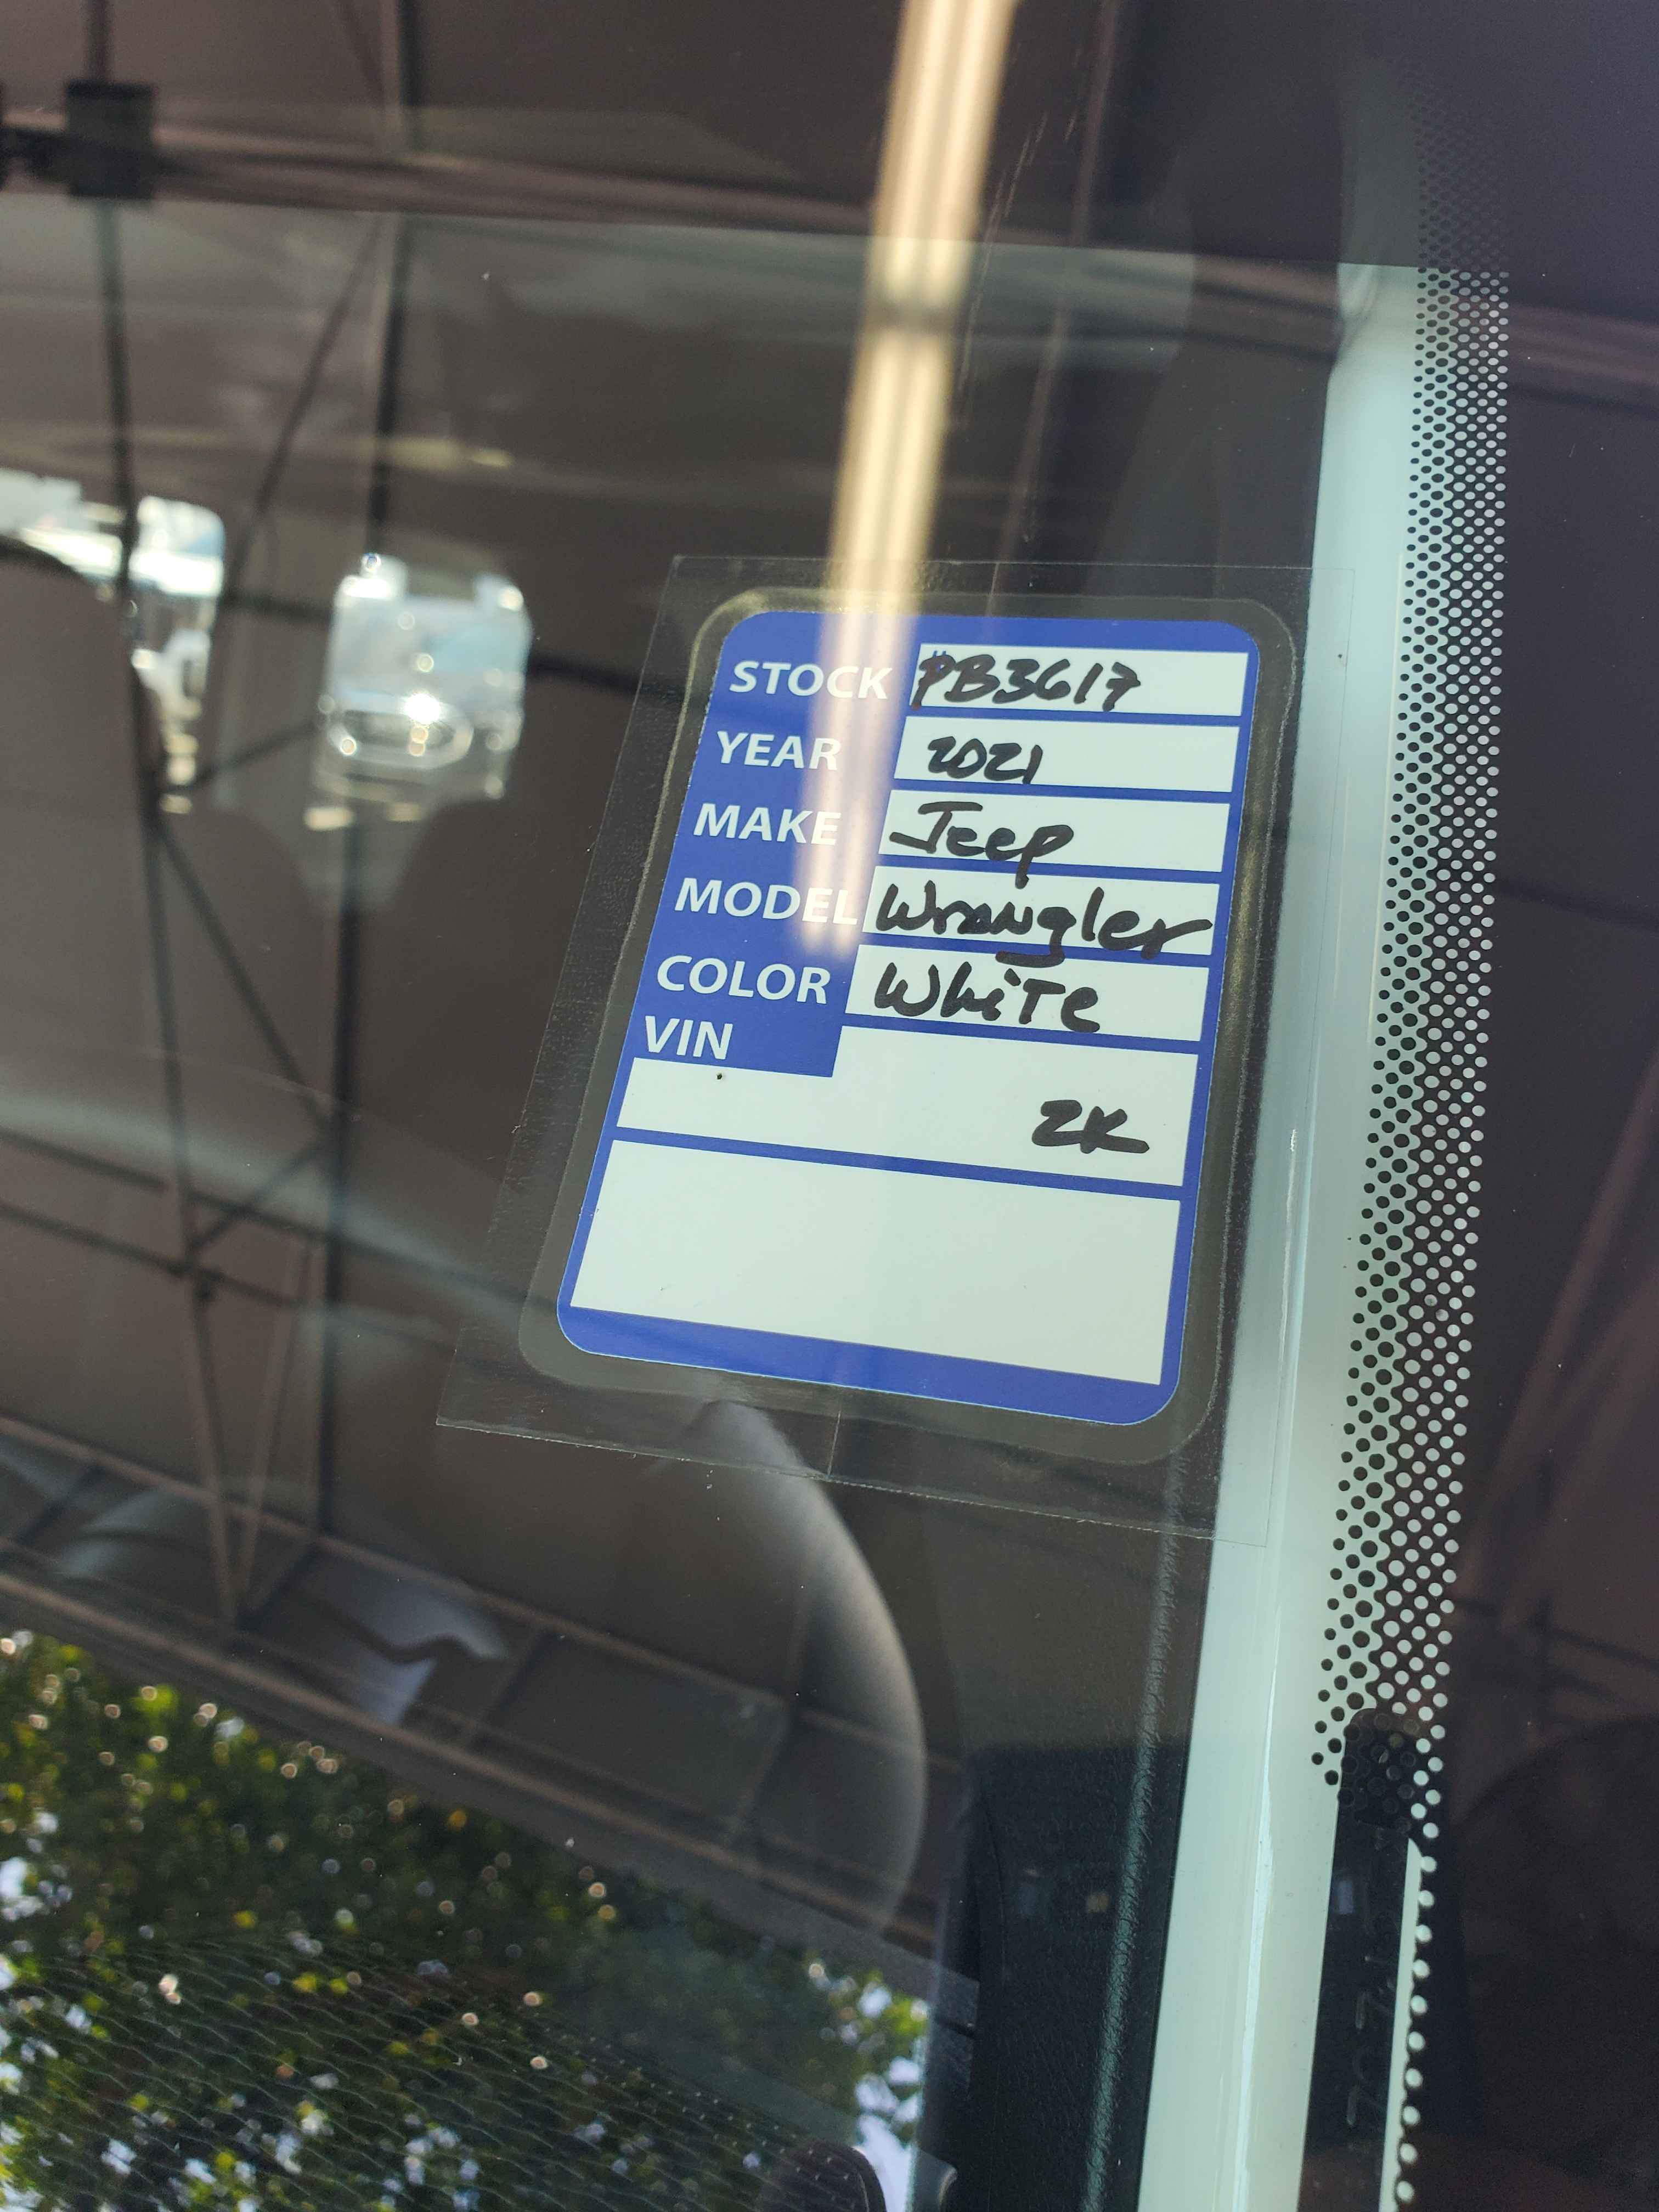 STOCK # PB3617
YEAR 2021
MAKE Jeep
MODEL Wrangler
COLOR White
VIN
2K